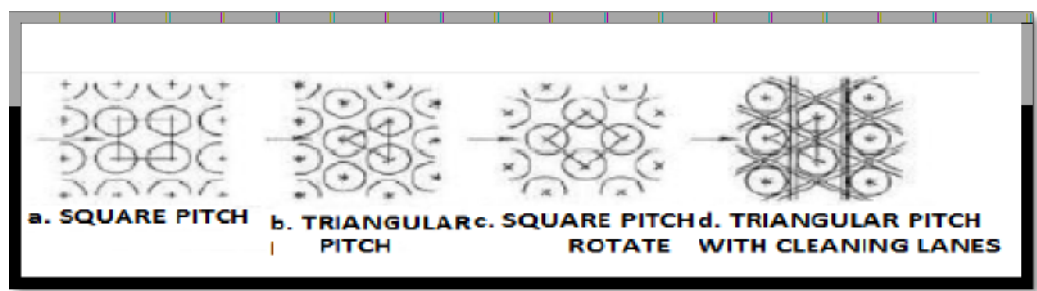 a. SQUARE PITCH
b. TRIANGULAR
PITCH
c. SQUARE PITCH
ROTATE
d. TRIANGULAR PITCH
WITH CLEANING LANES